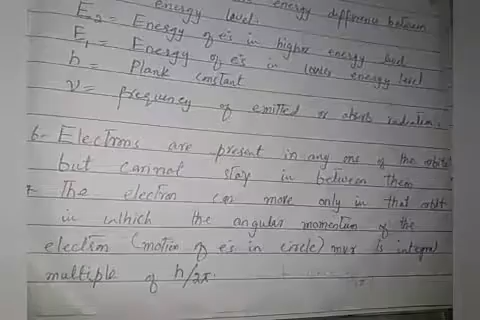 energy level. energy difference between
E2 = Energy of e's in higher energy level
E1 = Energy of e's in lower energy level
h = Plank constant
ν = frequency of emitted or absorb radiation.
6- Electrons are present in any one of the orbits
but cannot stay in between them
7- The electron can move only in that orbit
in which the angular momentum of the
electron (motion of e's in circle) mvr is integral
multiple of h/2π.